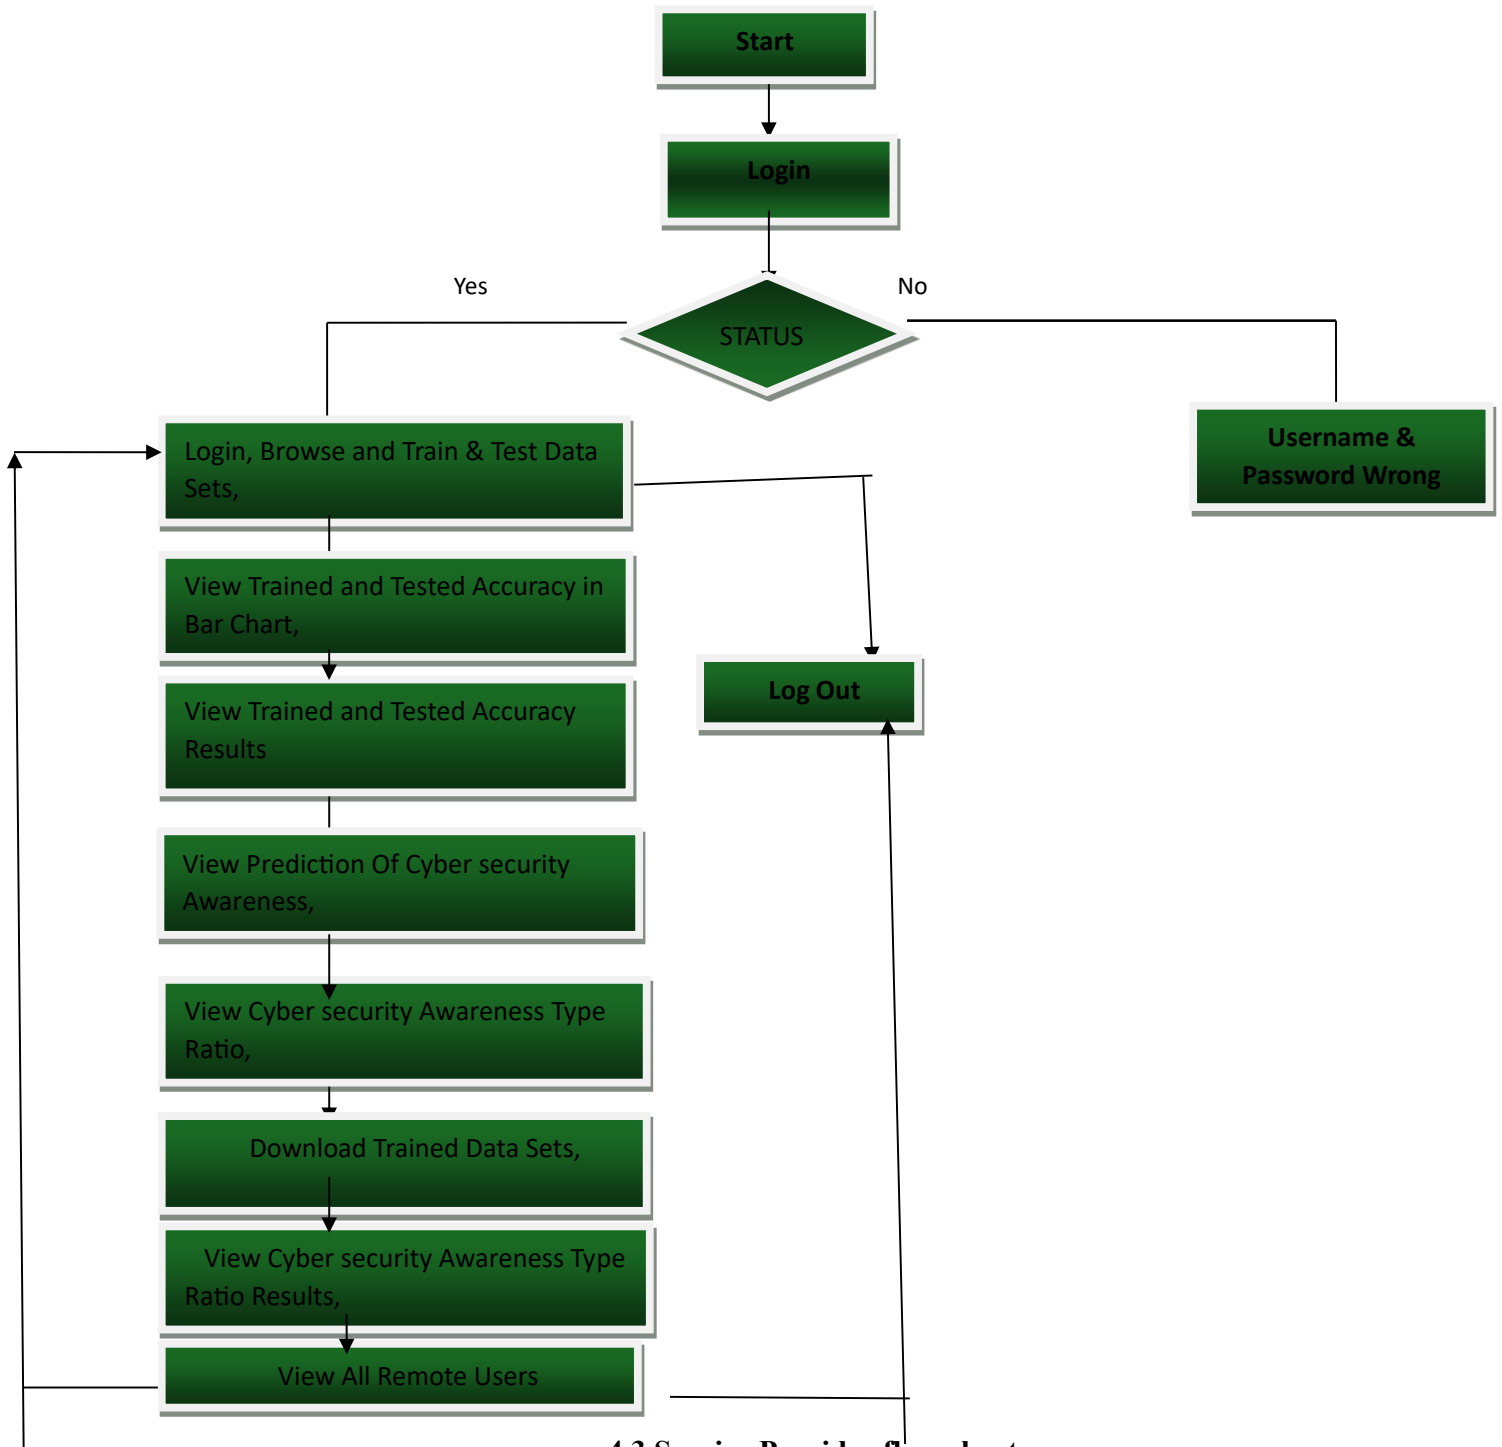 Start
Login
Yes
No
STATUS
Login, Browse and Train & Test Data
Sets,
Username &
Password Wrong
View Trained and Tested Accuracy in
Bar Chart,
View Trained and Tested Accuracy
Results
Log Out
View Prediction Of Cyber security
Awareness,
View Cyber security Awareness Type
Ratio,
Download Trained Data Sets,
View Cyber security Awareness Type
Ratio Results,
View All Remote Users